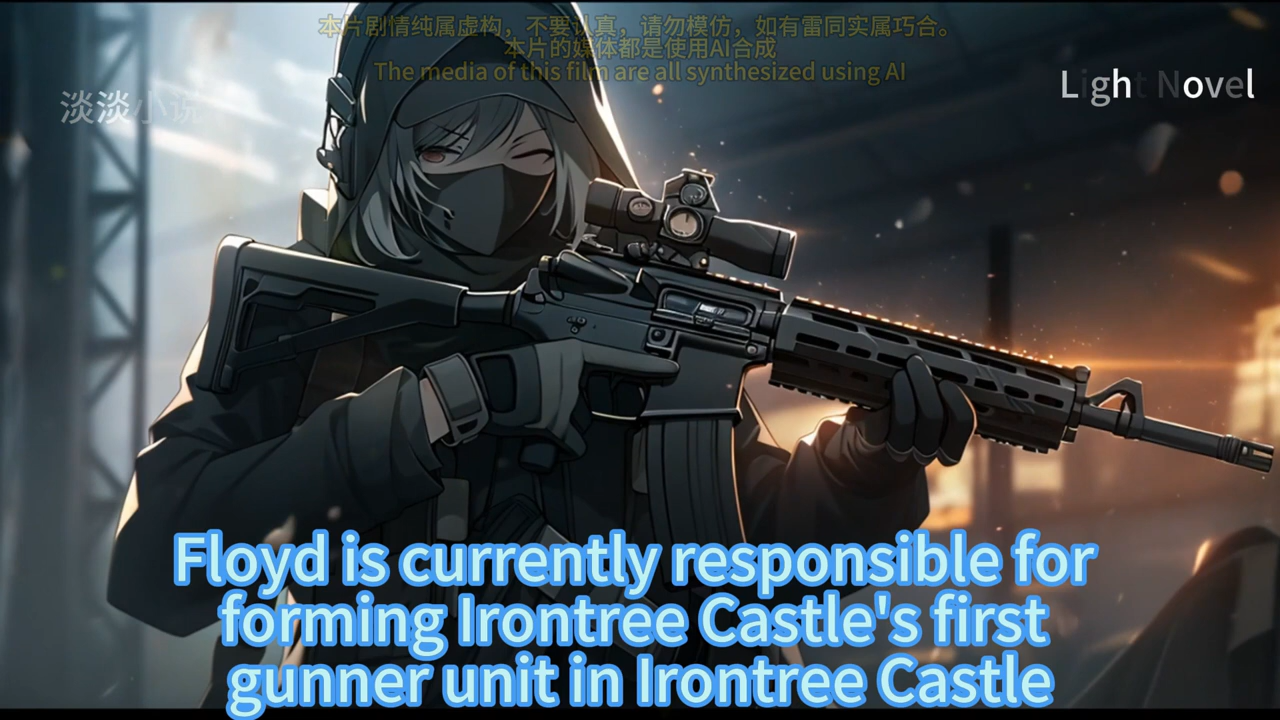 本片剧情纯属虚构，不要认真，请勿模仿，如有雷同实属巧合。
本片的媒体都是使用AI合成
The media of this film are all synthesized using AI
Light Novel
淡淡小说
Floyd is currently responsible for
forming Irontree Castle's first
gunner unit in Irontree Castle